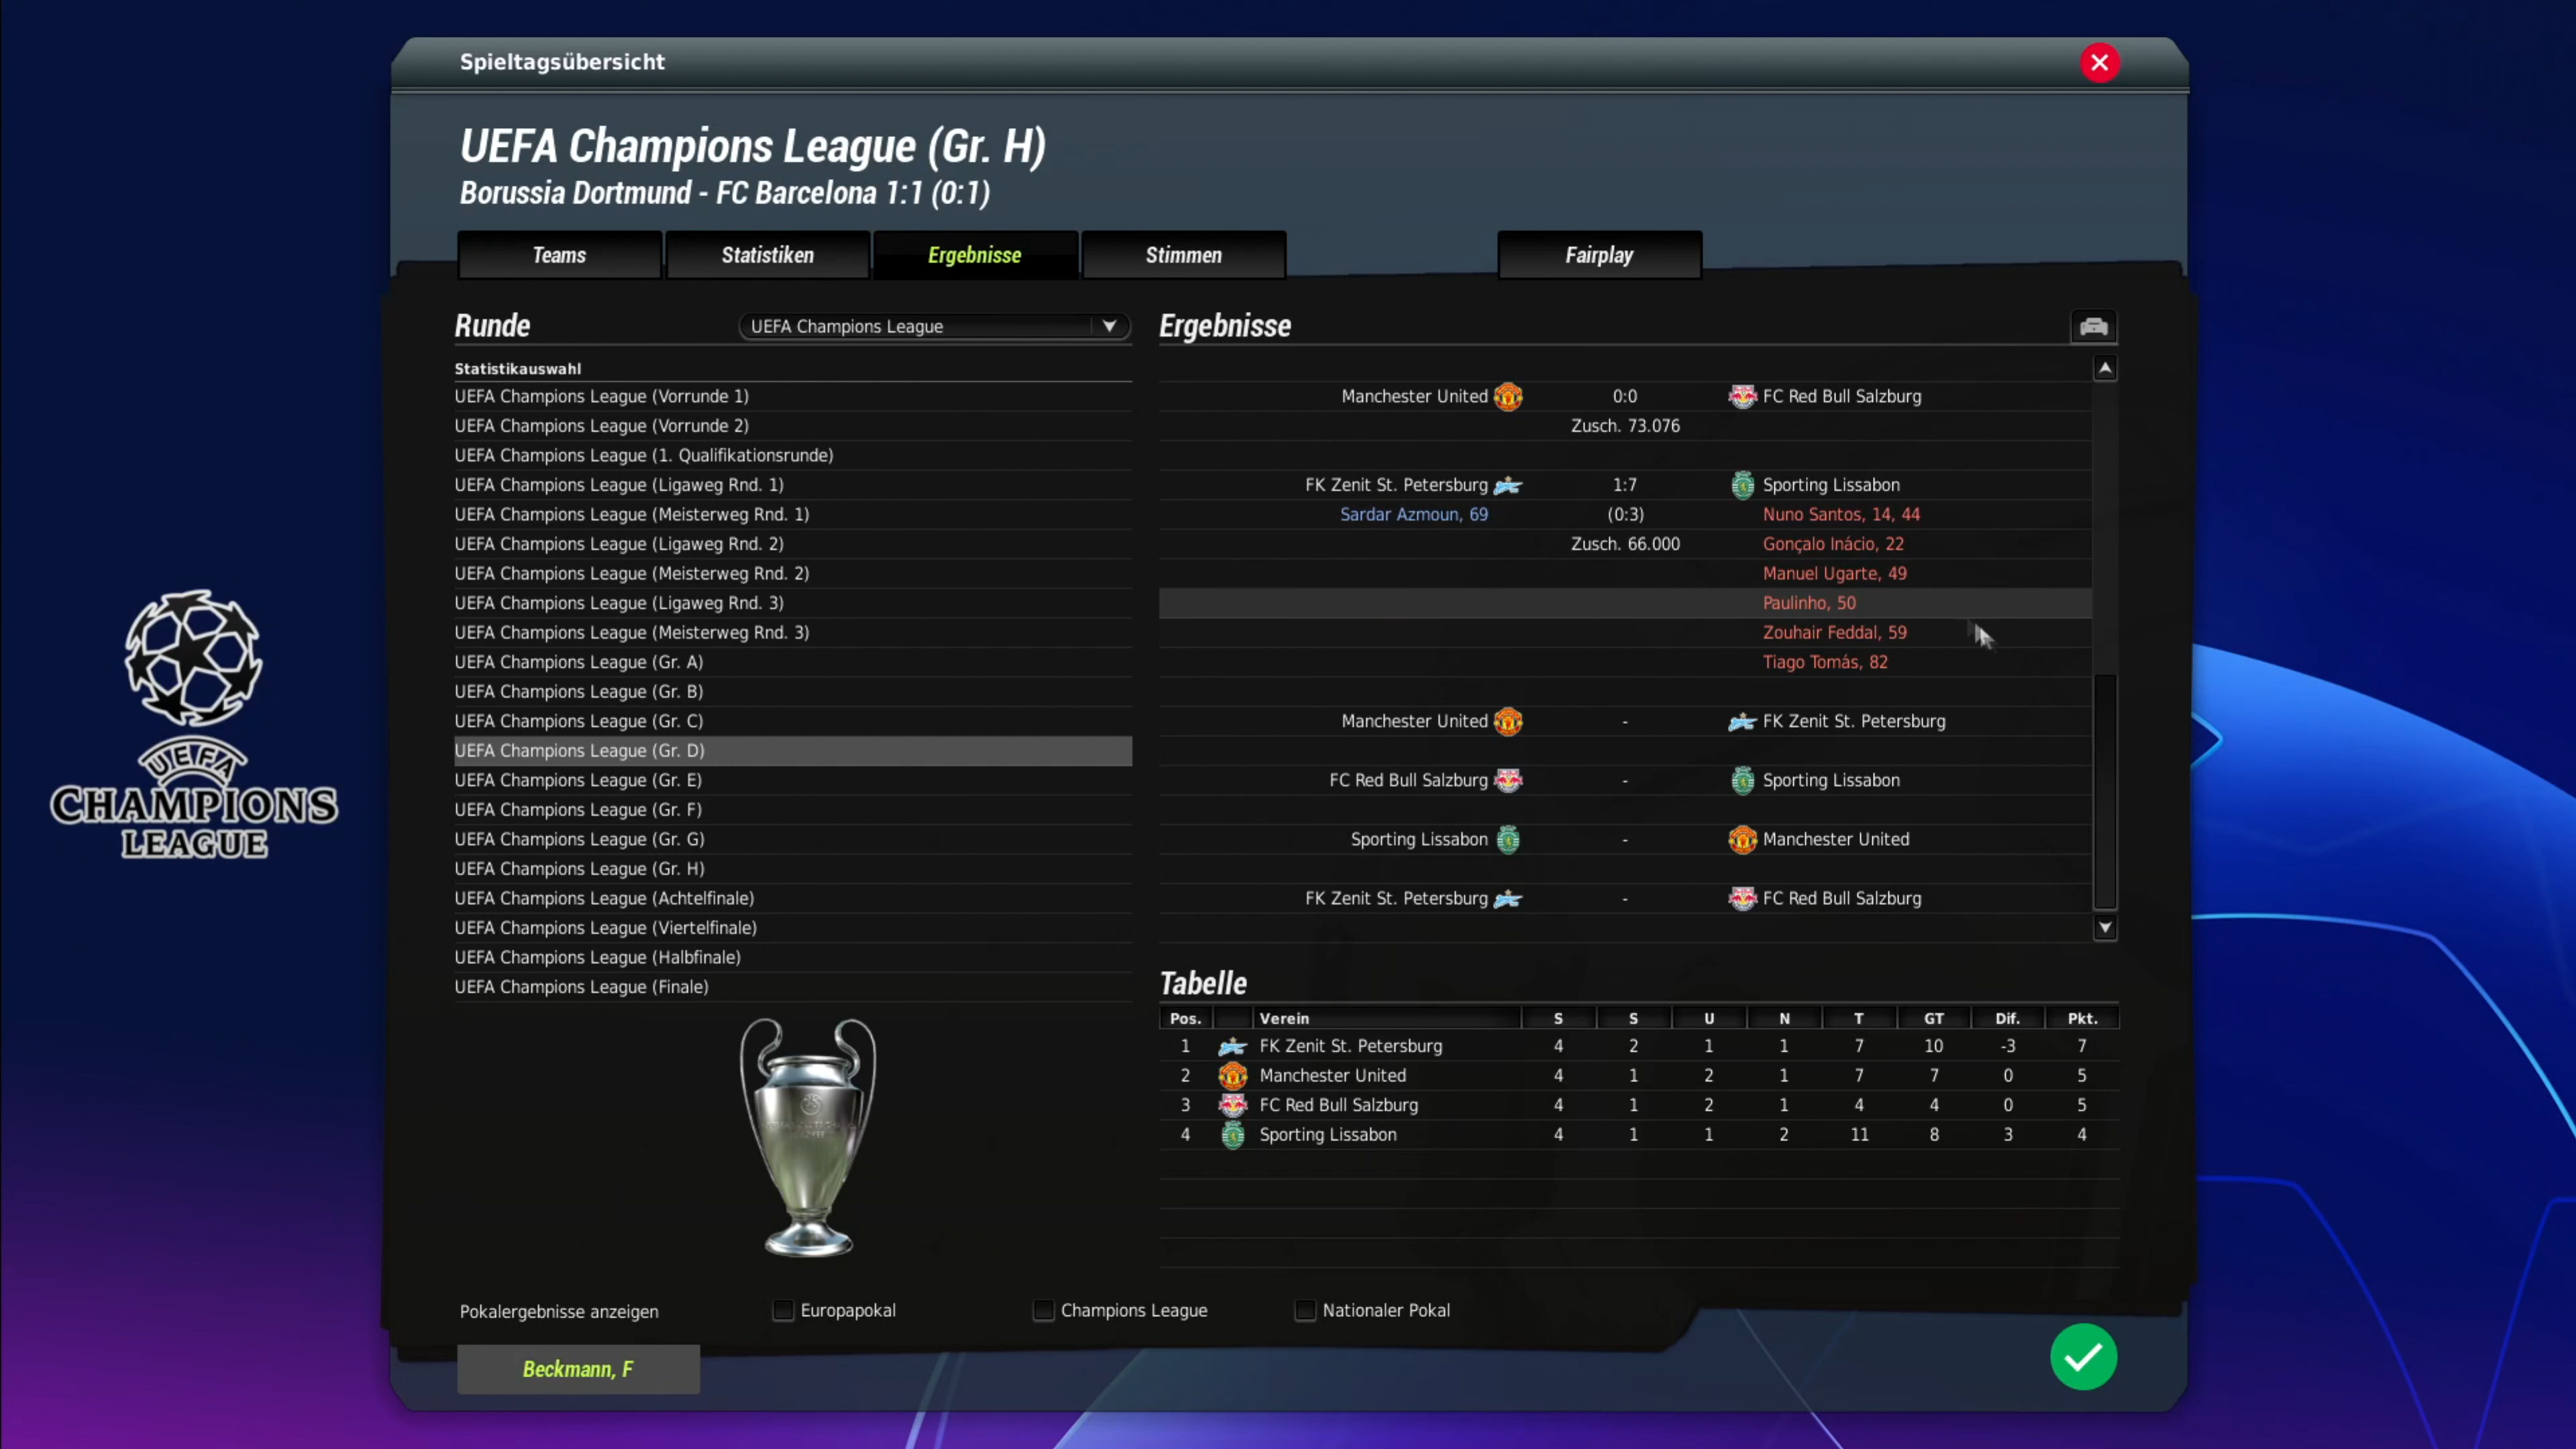 Spieltagsübersicht
UEFA Champions League (Gr. H)
Borussia Dortmund - FC Barcelona 1:1 (0:1)
Teams
Statistiken
Ergebnisse
Stimmen
Fairplay
Runde
UEFA Champions League
Statistikauswahl
UEFA Champions League (Vorrunde 1)
UEFA Champions League (Vorrunde 2)
UEFA Champions League (1. Qualifikationsrunde)
UEFA Champions League (Ligaweg Rnd. 1)
UEFA Champions League (Meisterweg Rnd. 1)
UEFA Champions League (Ligaweg Rnd. 2)
UEFA Champions League (Meisterweg Rnd. 2)
UEFA Champions League (Ligaweg Rnd. 3)
UEFA Champions League (Meisterweg Rnd. 3)
UEFA Champions League (Gr. A)
UEFA Champions League (Gr. B)
UEFA Champions League (Gr. C)
UEFA Champions League (Gr. D)
UEFA Champions League (Gr. E)
UEFA Champions League (Gr. F)
UEFA Champions League (Gr. G)
UEFA Champions League (Gr. H)
UEFA Champions League (Achtelfinale)
UEFA Champions League (Viertelfinale)
UEFA Champions League (Halbfinale)
UEFA Champions League (Finale)
Ergebnisse
Manchester United 0:0 FC Red Bull Salzburg
Zusch. 73.076
FK Zenit St. Petersburg 1:7 Sporting Lissabon
Sardar Azmoun, 69 (0:3) Nuno Santos, 14, 44
Zusch. 66.000 Gonçalo Inácio, 22
Manuel Ugarte, 49
Paulinho, 50
Zouhair Feddal, 59
Tiago Tomás, 82
Manchester United - FK Zenit St. Petersburg
FC Red Bull Salzburg - Sporting Lissabon
Sporting Lissabon - Manchester United
FK Zenit St. Petersburg - FC Red Bull Salzburg
Tabelle
Pos. Verein S S U N T GT Dif. Pkt.
1 FK Zenit St. Petersburg 4 2 1 1 7 10 -3 7
2 Manchester United 4 1 2 1 7 7 0 5
3 FC Red Bull Salzburg 4 1 2 1 4 4 0 5
4 Sporting Lissabon 4 1 1 2 11 8 3 4
Pokalergebnisse anzeigen
Europapokal
Champions League
Nationaler Pokal
Beckmann, F
UEFA
CHAMPIONS
LEAGUE